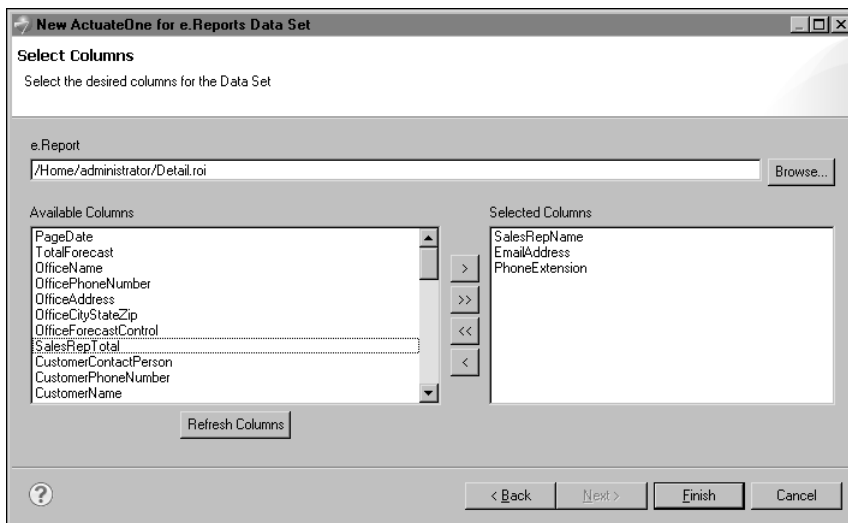 New ActuateOne for e.Reports Data Set
Select Columns
Select the desired columns for the Data Set
e.Report
/Home/administrator/Detail.roi
Browse...
Available Columns
PageDate
TotalForecast
OfficeName
OfficePhoneNumber
OfficeAddress
OfficeCityStateZip
OfficeForecastControl
SalesRepTotal
CustomerContactPerson
CustomerPhoneNumber
CustomerName
>
>>
<<
<
Selected Columns
SalesRepName
EmailAddress
PhoneExtension
Refresh Columns
?
< Back
Next >
Finish
Cancel